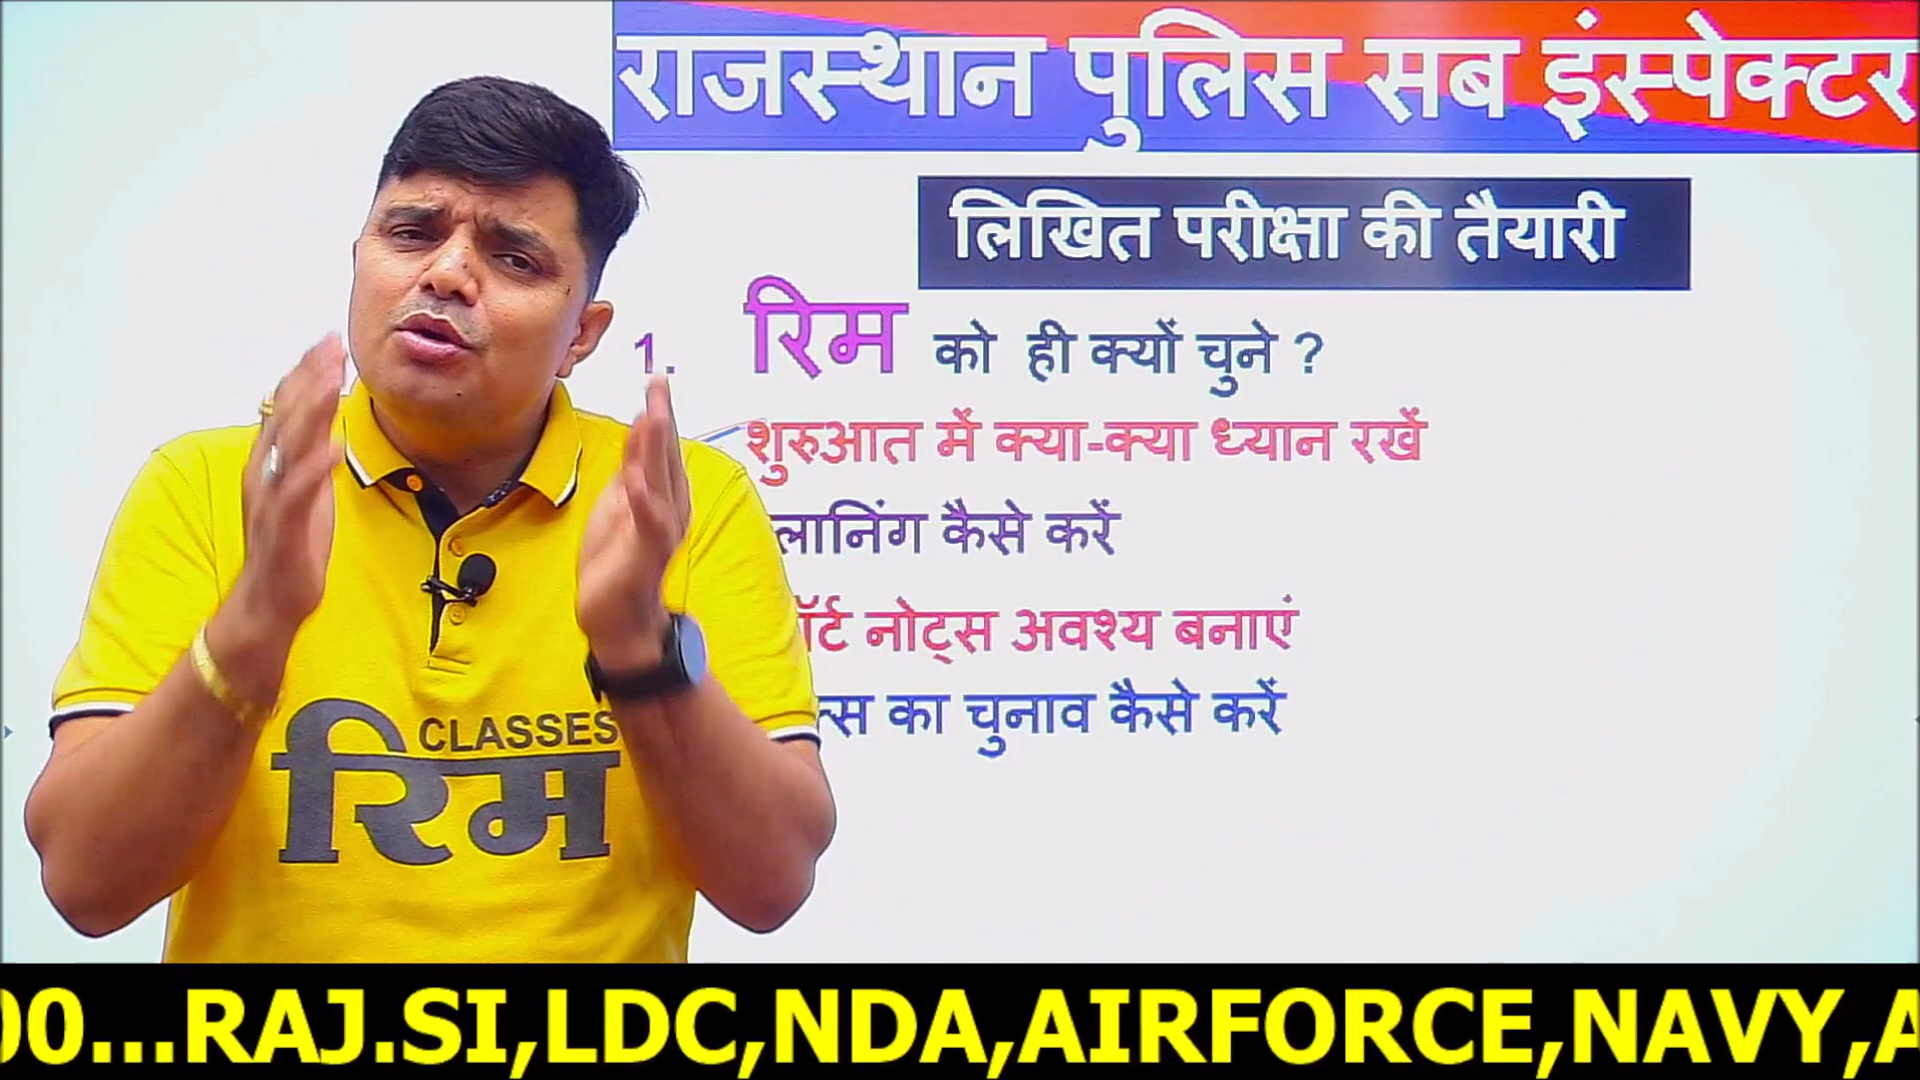 राजस्थान पुलिस सब इंस्पेक्टर
लिखित परीक्षा की तैयारी
1. रिम को ही क्यों चुने ?
शुरुआत में क्या-क्या ध्यान रखें
कैसे करें
नोट्स अवश्य बनाएं
का चुनाव कैसे करें
CLASSES
रिम
00...RAJ.SI,LDC,NDA,AIRFORCE,NAVY,A